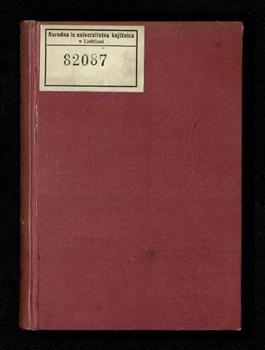 Narodna in univerzitetna knjižnica
v Ljubljani
82087